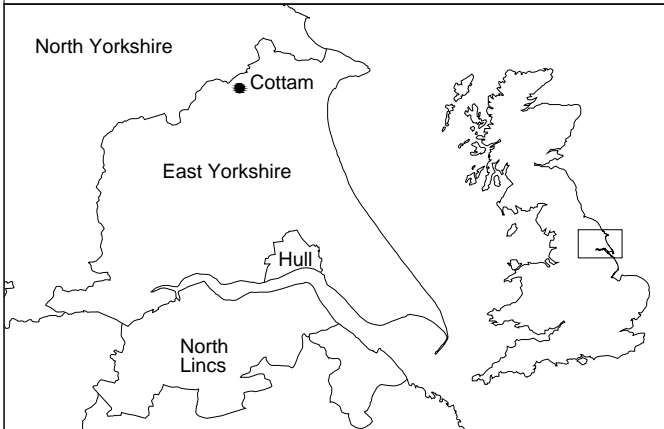 North Yorkshire
Cottam
East Yorkshire
Hull
North
Lincs